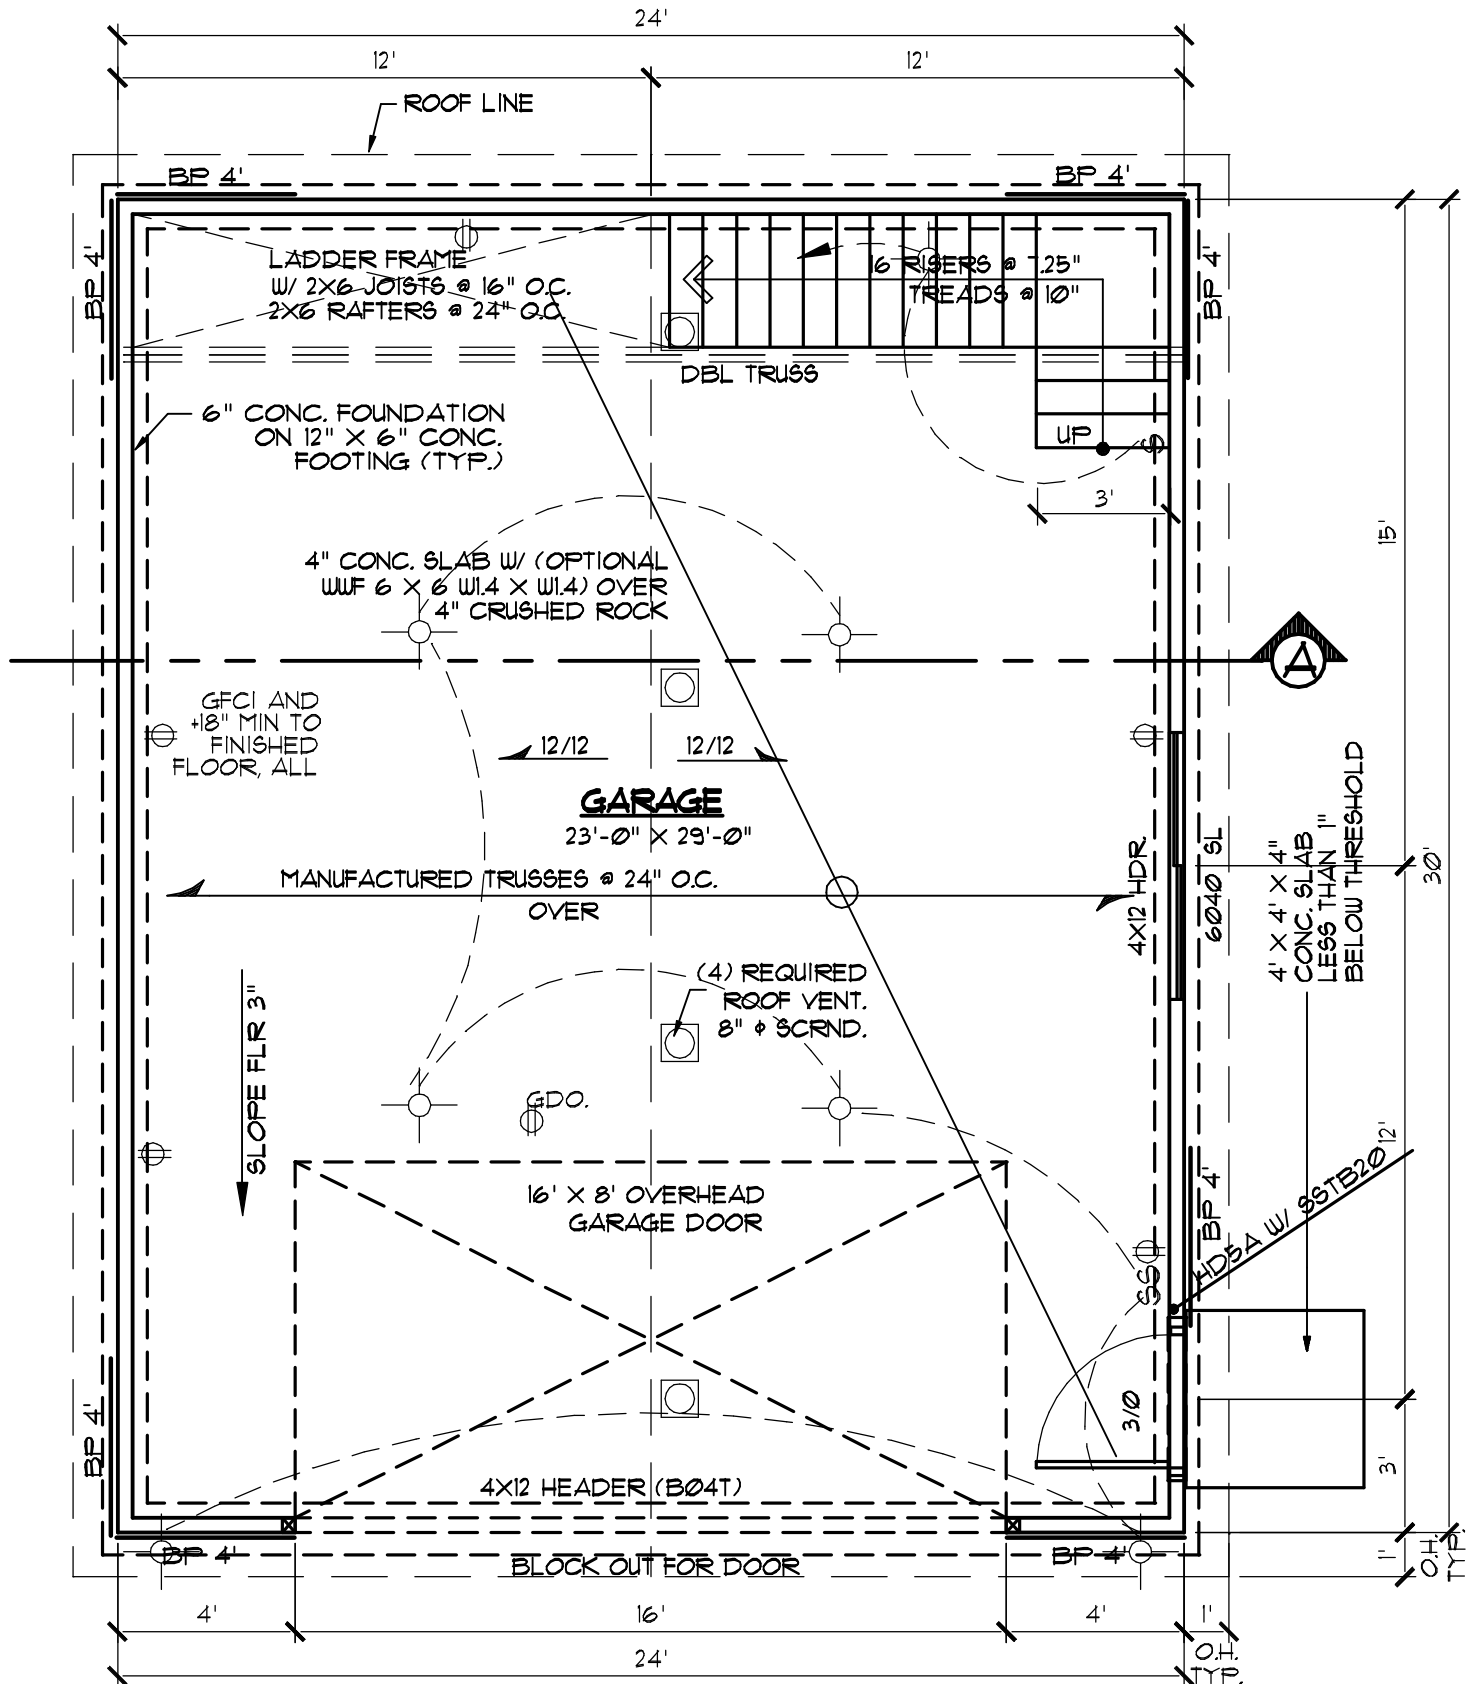 24'
12'
12'
ROOF LINE
BP 4'
BP 4'
BP 4'
BP 4'
LADDER FRAME
W/ 2X6 JOISTS @ 16" O.C.
2X6 RAFTERS @ 24" O.C.
16 RISERS @ 7.25"
TREADS @ 10"
DBL TRUSS
6" CONC. FOUNDATION
ON 12" X 6" CONC.
FOOTING (TYP.)
UP
S
3'
15'
4" CONC. SLAB W/ (OPTIONAL
WWF 6 X 6 W1.4 X W1.4) OVER
4" CRUSHED ROCK
A
GFCI AND
+18" MIN TO
FINISHED
FLOOR, ALL
12/12
12/12
GARAGE
23'-0" X 29'-0"
MANUFACTURED TRUSSES @ 24" O.C.
OVER
4X12 HDR.
6040 SL
4' X 4' X 4"
CONC. SLAB
LESS THAN 1"
BELOW THRESHOLD
30'
(4) REQUIRED
ROOF VENT.
8" ϕ SCRND.
SLOPE FLR 3"
GDO.
16' X 8' OVERHEAD
GARAGE DOOR
BP 4'
12'
HD5A W/ SSTB20
SS
3/0
BP 4'
4X12 HEADER (B04T)
3'
BP 4'
BP 4'
BLOCK OUT FOR DOOR
1'
O.H.
TYP.
4'
16'
4'
1'
O.H.
TYP.
24'